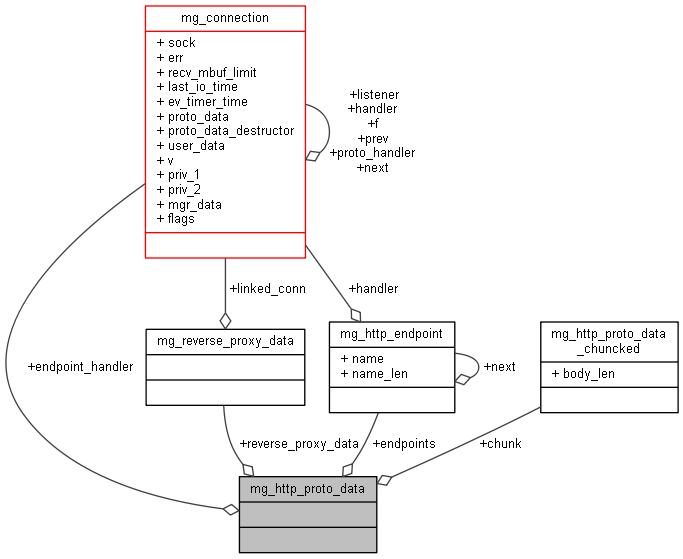 mg_connection
+ sock
+ err
+ recv_mbuf_limit
+ last_io_time
+ ev_timer_time
+ proto_data
+ proto_data_destructor
+ user_data
+ v
+ priv_1
+ priv_2
+ mgr_data
+ flags
+listener
+handler
+f
+prev
+proto_handler
+next
+linked_conn
+handler
mg_reverse_proxy_data
mg_http_endpoint
+ name
+ name_len
+next
mg_http_proto_data
_chuncked
+ body_len
+endpoint_handler
+reverse_proxy_data
+endpoints
+chunk
mg_http_proto_data